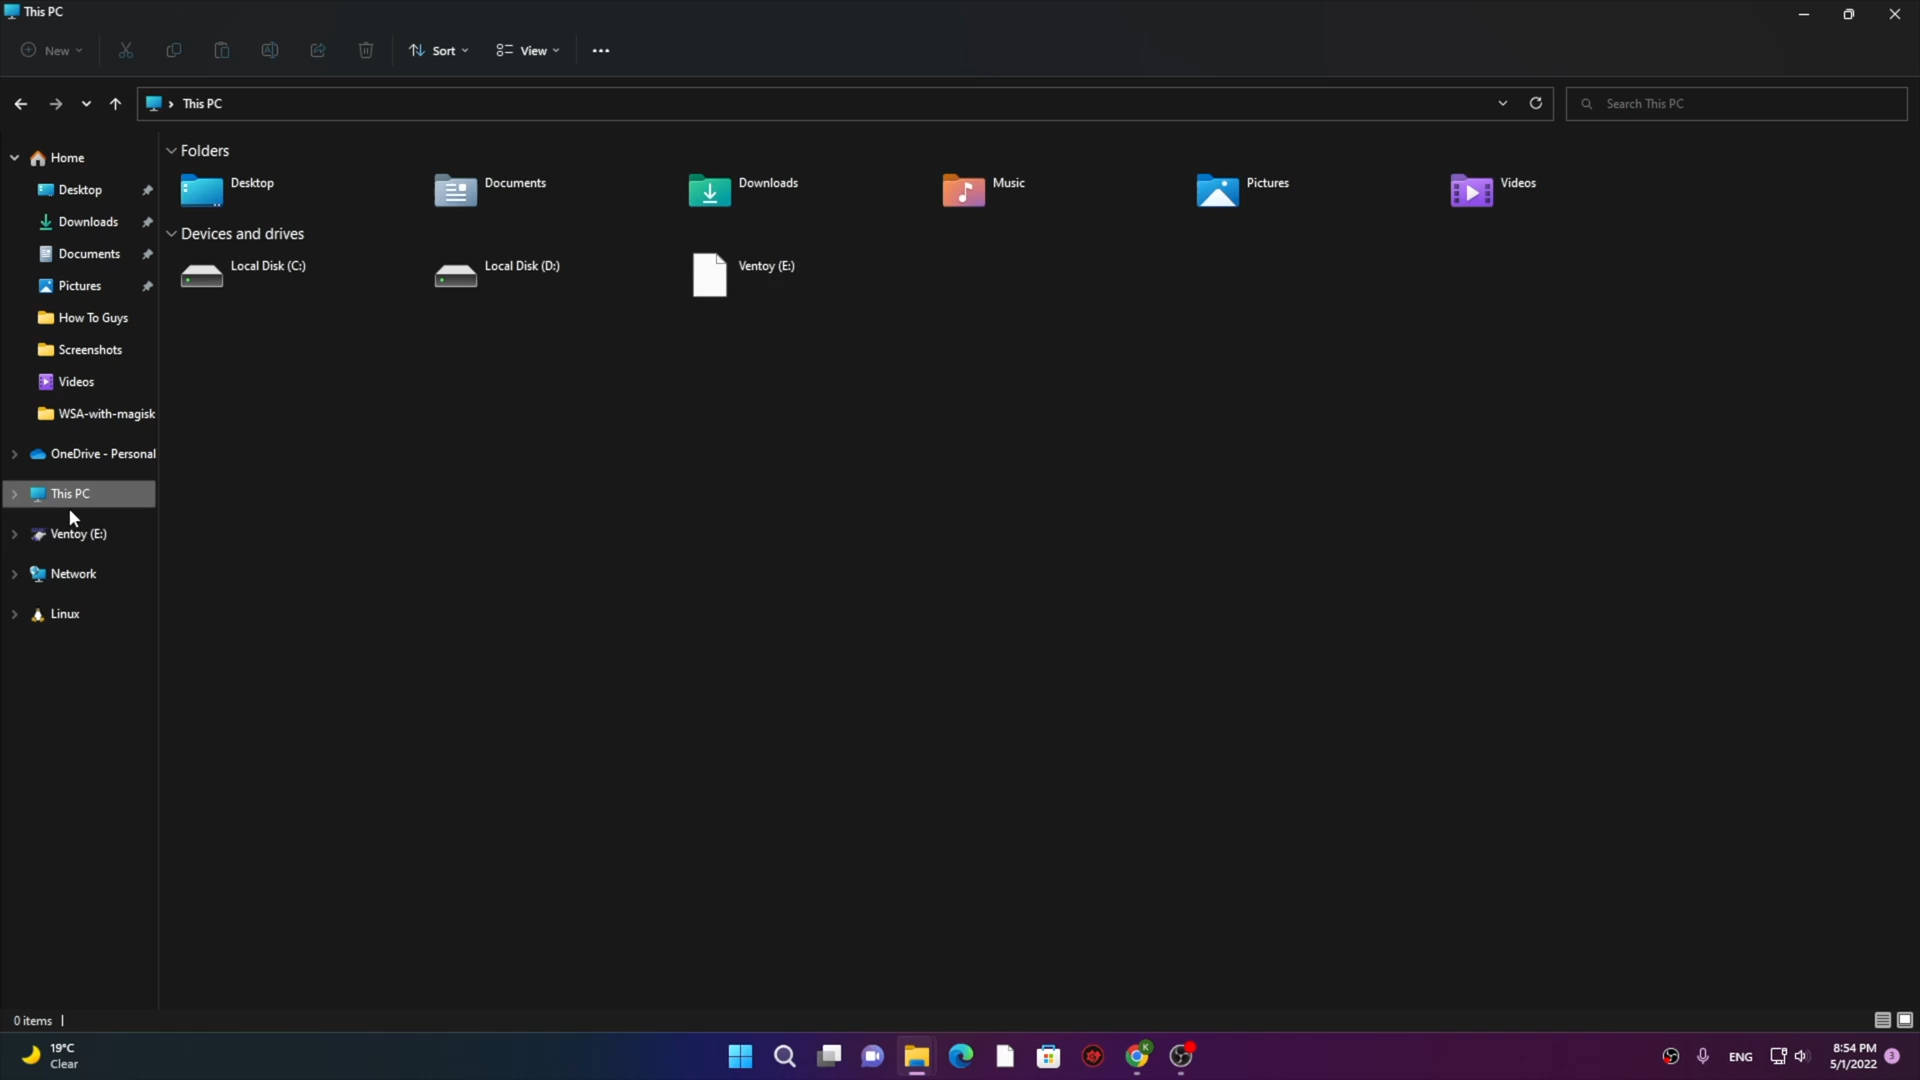 This PC
New
Sort
View
This PC
Search This PC
Home
Desktop
Downloads
Documents
Pictures
How To Guys
Screenshots
Videos
WSA-with-magisk
OneDrive - Personal
This PC
Ventoy (E:)
Network
Linux
Folders
Desktop
Documents
Downloads
Music
Pictures
Videos
Devices and drives
Local Disk (C:)
Local Disk (D:)
Ventoy (E:)
0 items
19°C
Clear
K
ENG
8:54 PM
5/1/2022
3